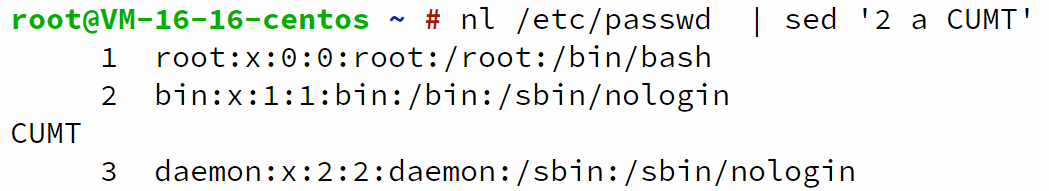 root@VM-16-16-centos ~ # nl /etc/passwd  | sed '2 a CUMT'
     1  root:x:0:0:root:/root:/bin/bash
     2  bin:x:1:1:bin:/bin:/sbin/nologin
CUMT
     3  daemon:x:2:2:daemon:/sbin:/sbin/nologin